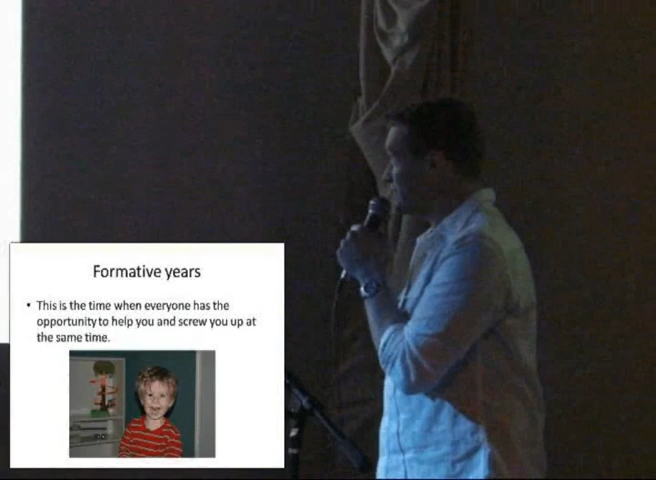 Formative years
• This is the time when everyone has the
opportunity to help you and screw you up at
the same time.